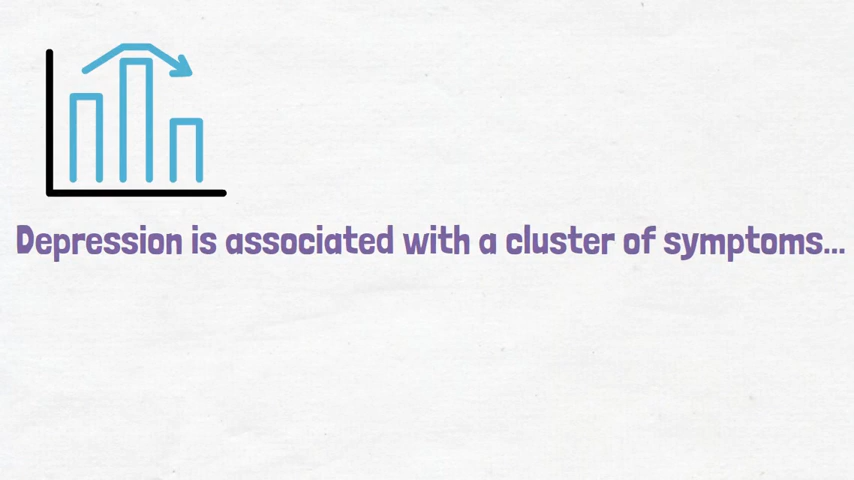 Depression is associated with a cluster of symptoms...